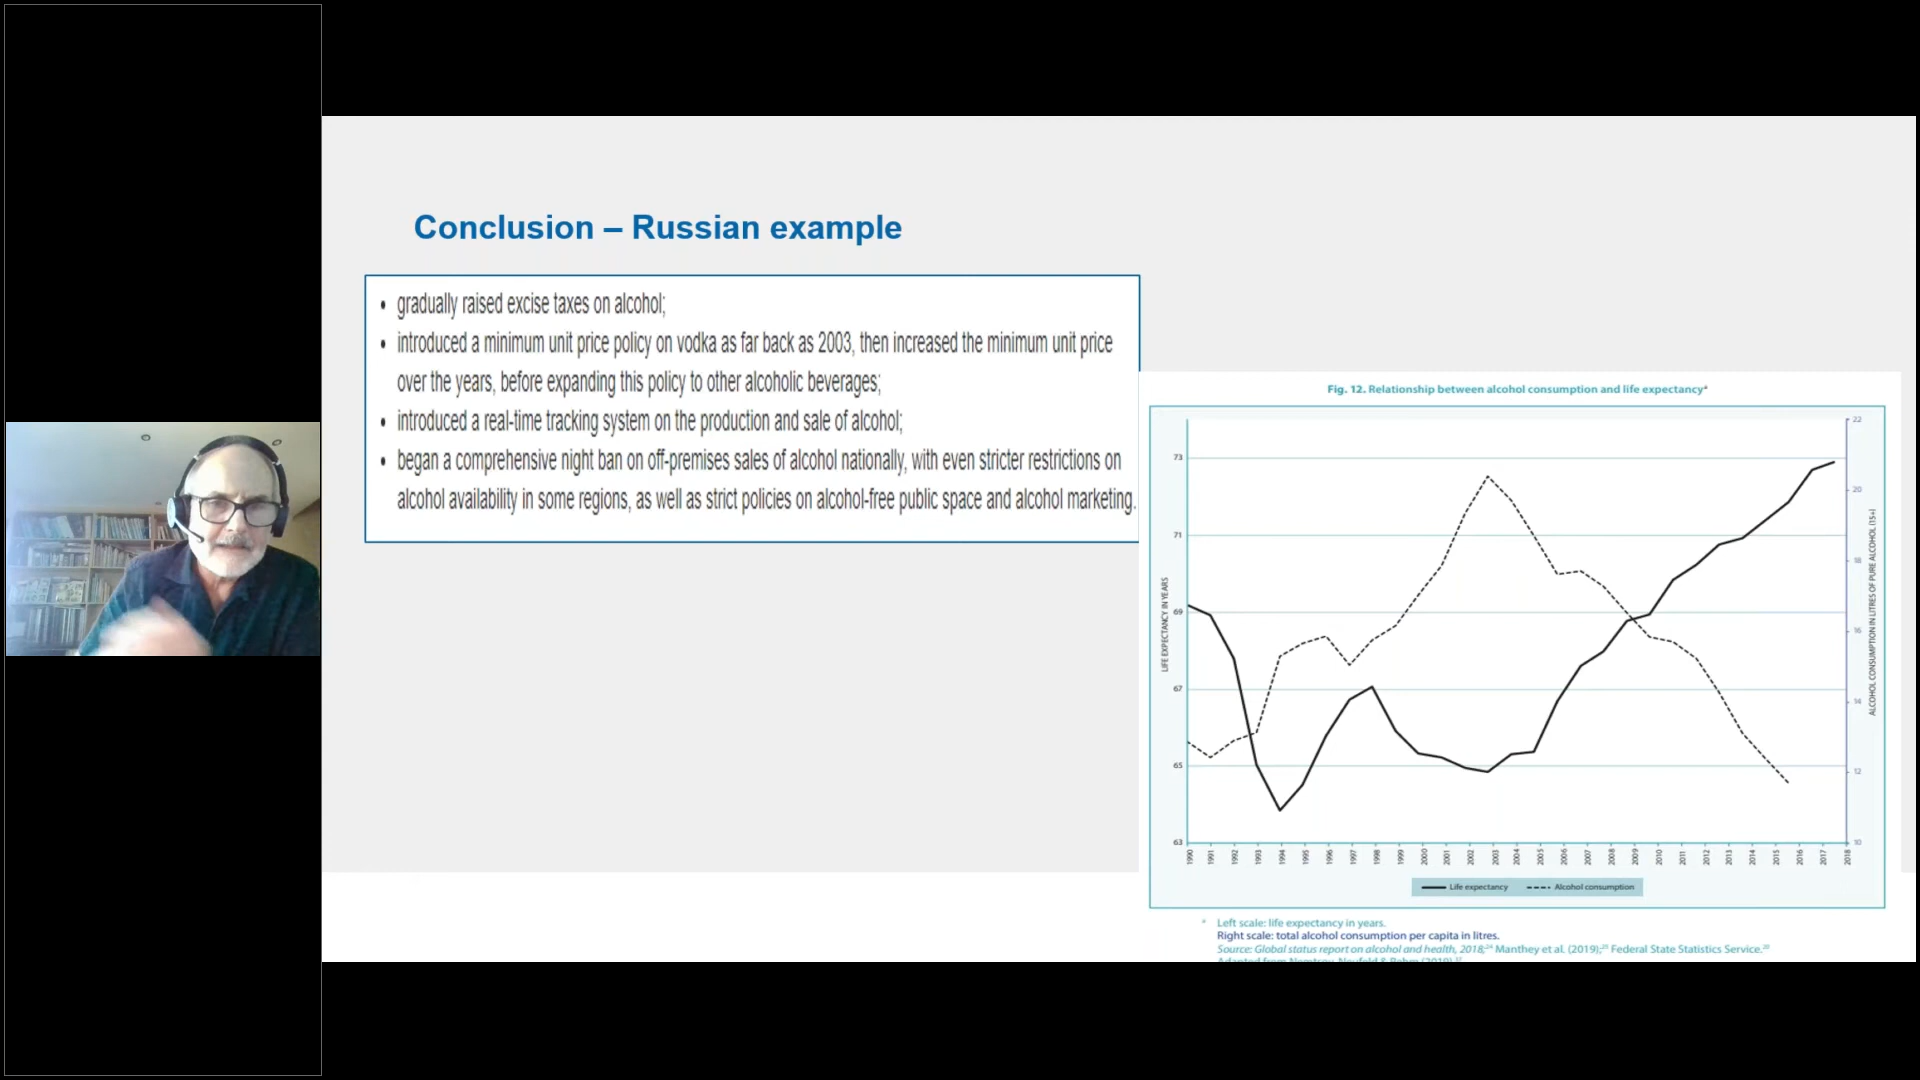 Conclusion – Russian example
• gradually raised excise taxes on alcohol;
• introduced a minimum unit price policy on vodka as far back as 2003, then increased the minimum unit price
over the years, before expanding this policy to other alcoholic beverages;
• introduced a real-time tracking system on the production and sale of alcohol;
• began a comprehensive night ban on off-premises sales of alcohol nationally, with even stricter restrictions on
alcohol availability in some regions, as well as strict policies on alcohol-free public space and alcohol marketing.
Fig. 12. Relationship between alcohol consumption and life expectancy*
LIFE EXPECTANCY IN YEARS
73
71
69
67
65
63
22
20
18
16
14
12
10
ALCOHOL CONSUMPTION IN LITRES OF PURE ALCOHOL (15+)
1990 1991 1992 1993 1994 1995 1996 1997 1998 1999 2000 2001 2002 2003 2004 2005 2006 2007 2008 2009 2010 2011 2012 2013 2014 2015 2016 2017 2018
Life expectancy Alcohol consumption
* Left scale: life expectancy in years.
Right scale: total alcohol consumption per capita in litres.
Source: Global status report on alcohol and health, 2018; Manthey et al. (2019); Federal State Statistics Service.
Adapted from Nemtsov, Neufeld & Rehm (2019).